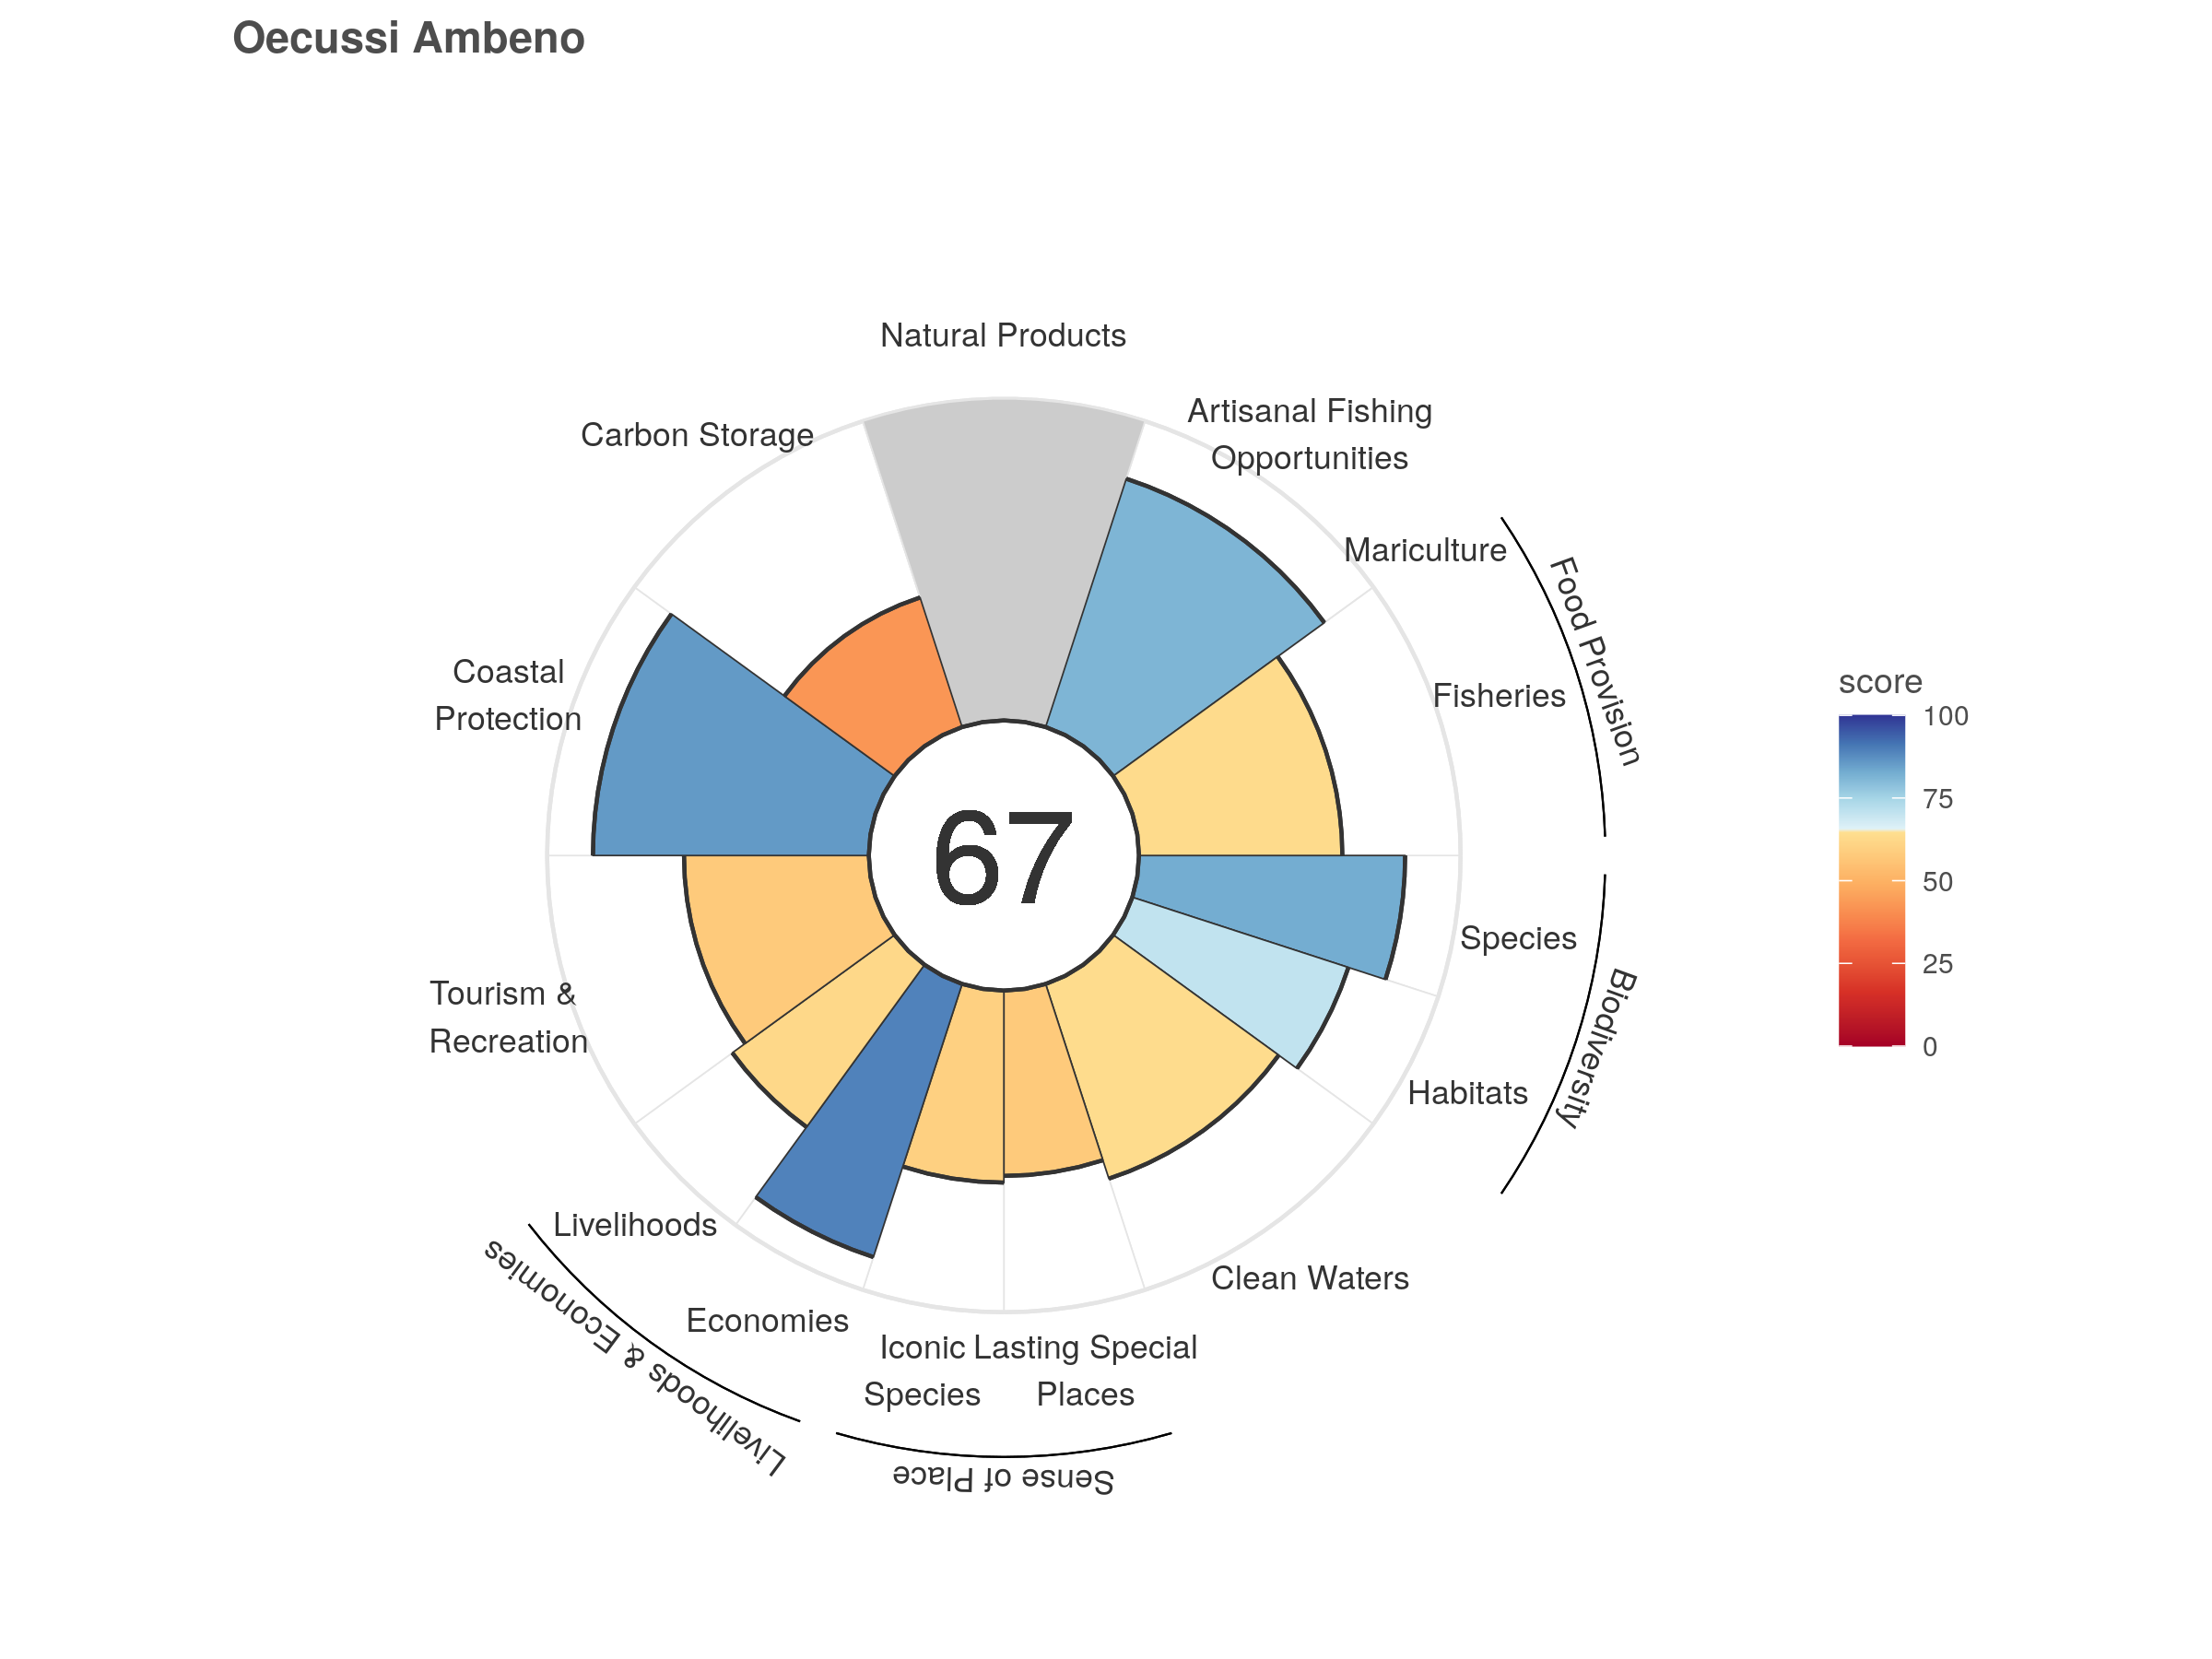 Oecussi Ambeno
Natural Products
Artisanal Fishing
Opportunities
Carbon Storage
Mariculture
Food Provision
Fisheries
Coastal
Protection
score
100
75
50
25
0
67
Species
Biodiversity
Tourism &
Recreation
Habitats
Livelihoods
Clean Waters
Economies
Iconic
Species
Lasting Special
Places
Livelihoods & Economies
Sense of Place